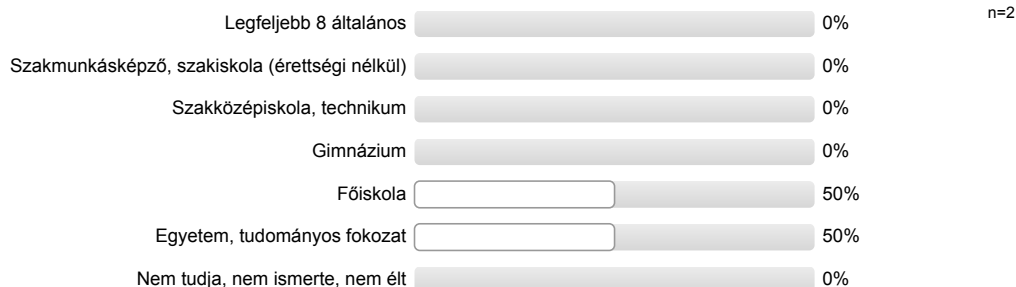 Legfeljebb 8 általános 0% n=2
Szakmunkásképző, szakiskola (érettségi nélkül) 0%
Szakközépiskola, technikum 0%
Gimnázium 0%
Főiskola 50%
Egyetem, tudományos fokozat 50%
Nem tudja, nem ismerte, nem élt 0%